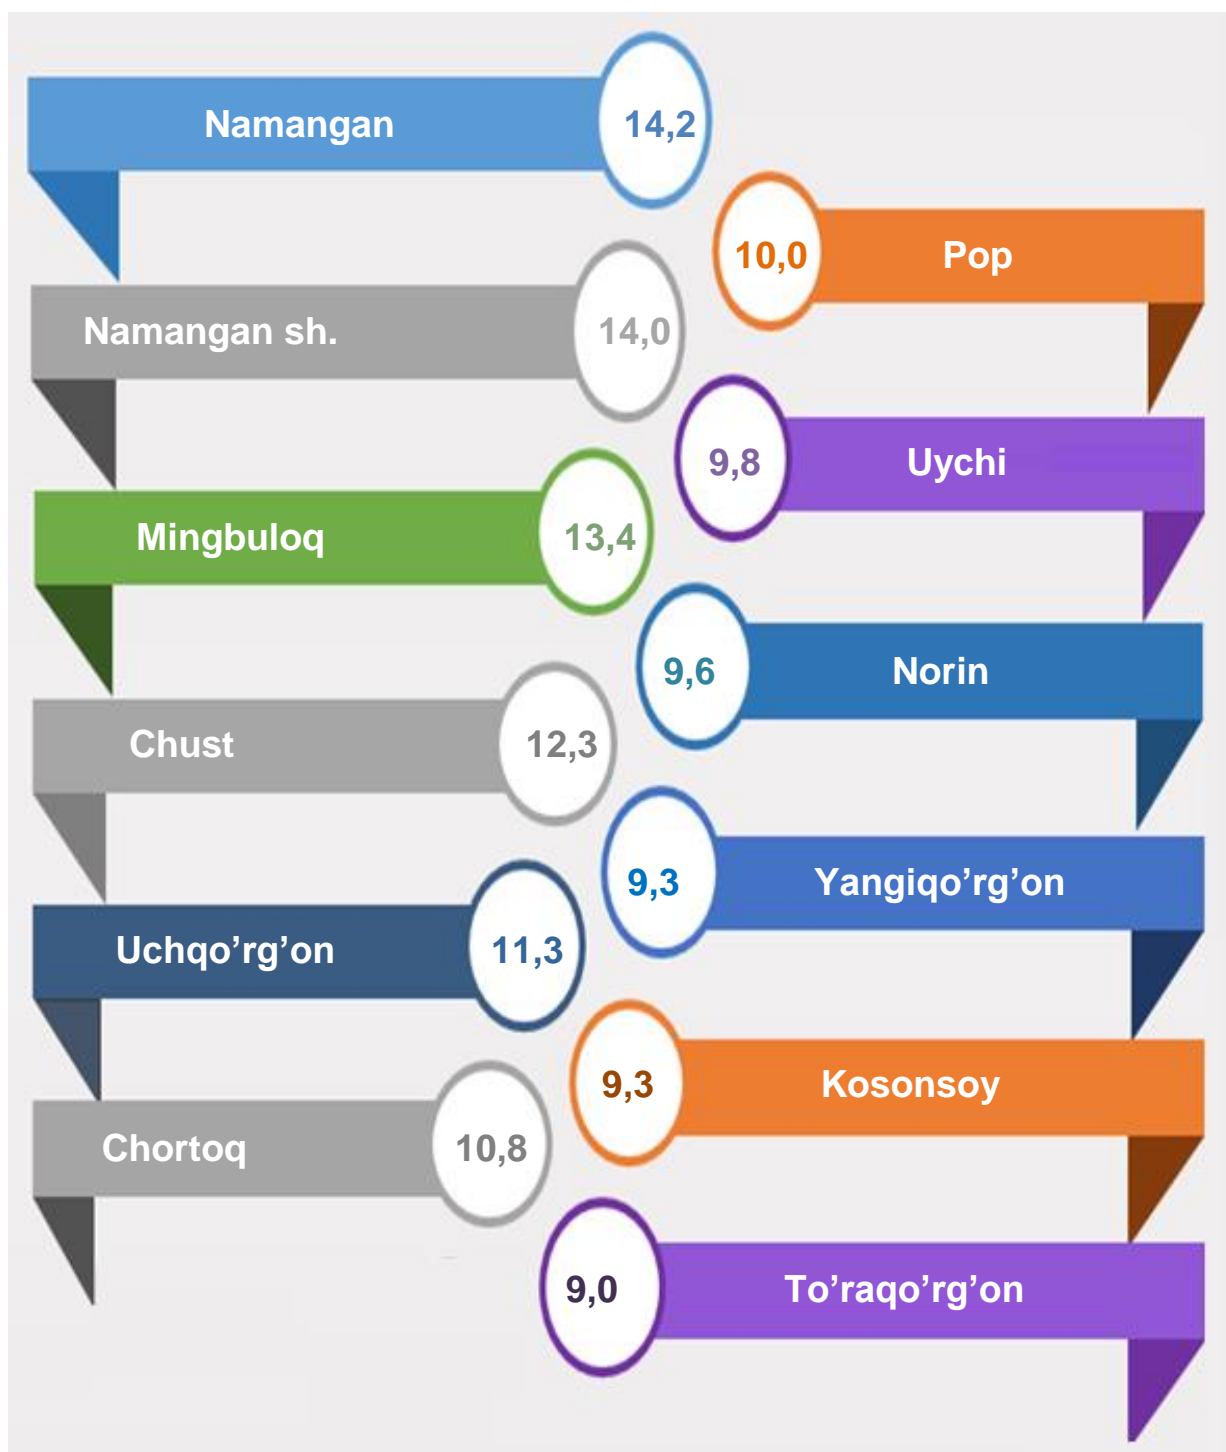 Namangan 14,2
Namangan sh. 14,0
Mingbuloq 13,4
Chust 12,3
Uchqo’rg’on 11,3
Chortoq 10,8
10,0 Pop
9,8 Uychi
9,6 Norin
9,3 Yangiqo’rg’on
9,3 Kosonsoy
9,0 To’raqo’rg’on